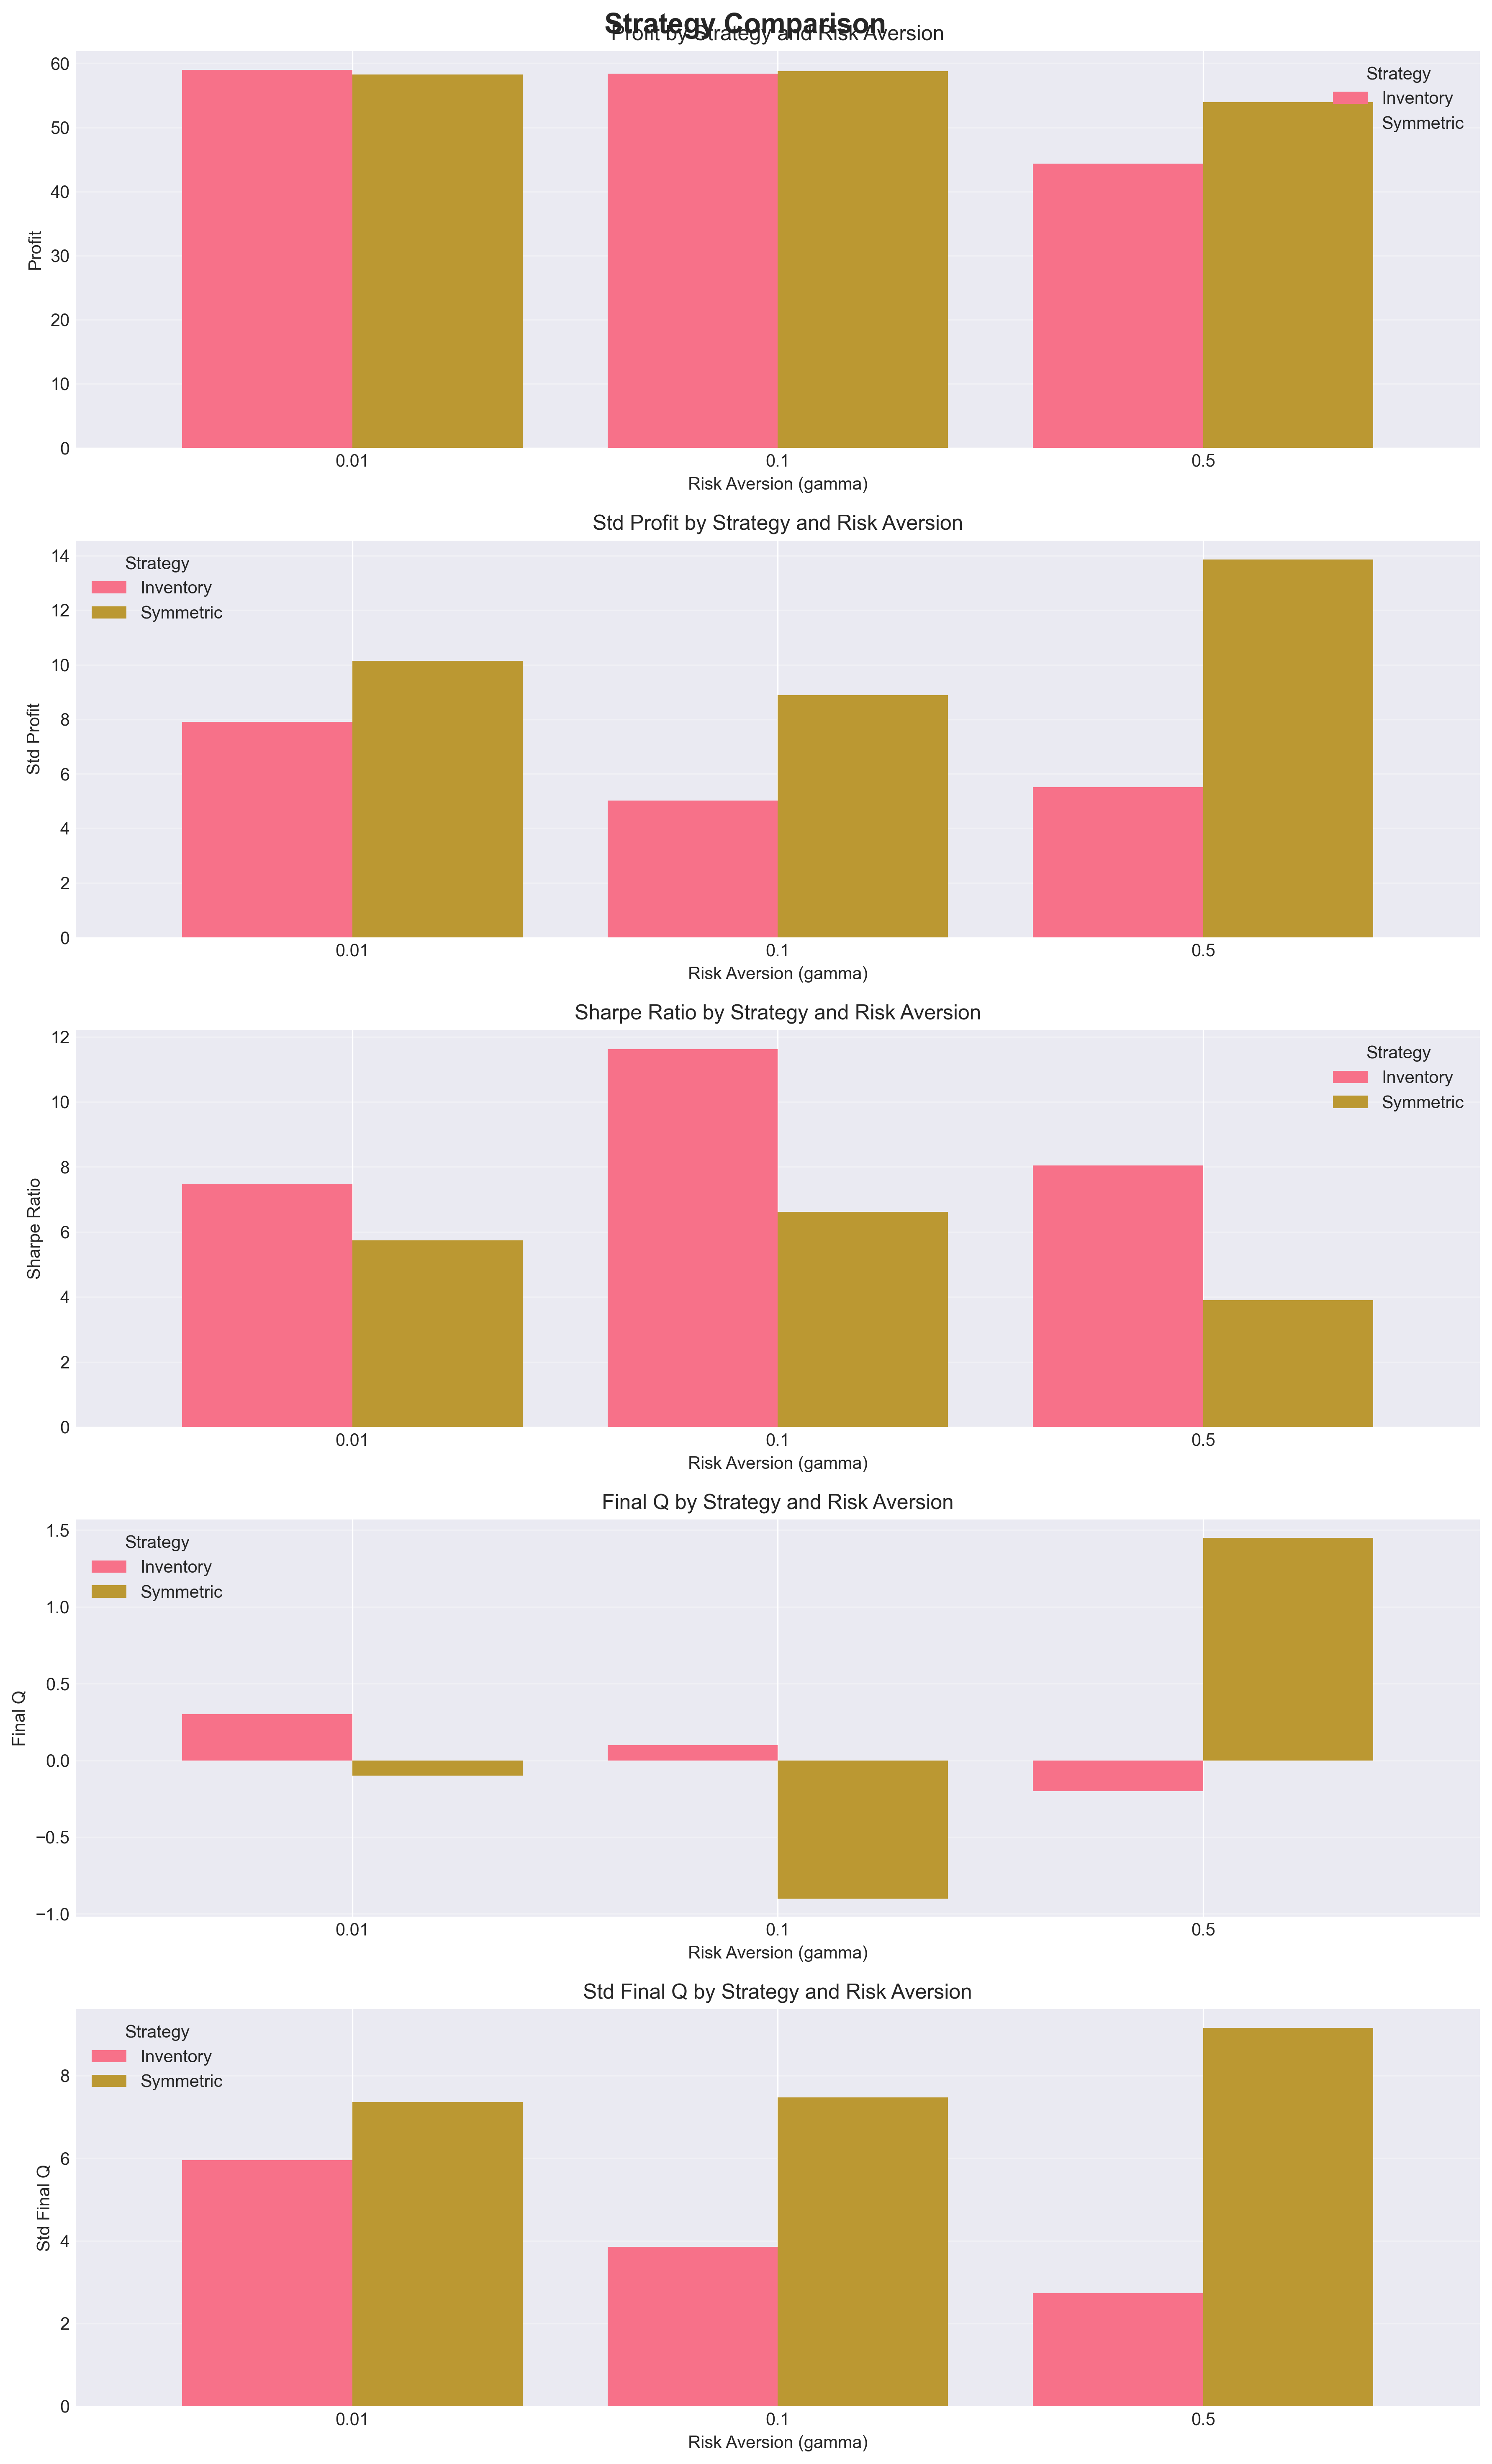 Strategy Comparison
Profit by Strategy and Risk Aversion
60
50
40
30
20
10
0
Profit
Strategy
Inventory
Symmetric
0.01 0.1 0.5
Risk Aversion (gamma)
Std Profit by Strategy and Risk Aversion
14
12
10
8
6
4
2
0
Std Profit
Strategy
Inventory
Symmetric
0.01 0.1 0.5
Risk Aversion (gamma)
Sharpe Ratio by Strategy and Risk Aversion
12
10
8
6
4
2
0
Sharpe Ratio
Strategy
Inventory
Symmetric
0.01 0.1 0.5
Risk Aversion (gamma)
Final Q by Strategy and Risk Aversion
1.5
1.0
0.5
0.0
−0.5
−1.0
Final Q
Strategy
Inventory
Symmetric
0.01 0.1 0.5
Risk Aversion (gamma)
Std Final Q by Strategy and Risk Aversion
8
6
4
2
0
Std Final Q
Strategy
Inventory
Symmetric
0.01 0.1 0.5
Risk Aversion (gamma)